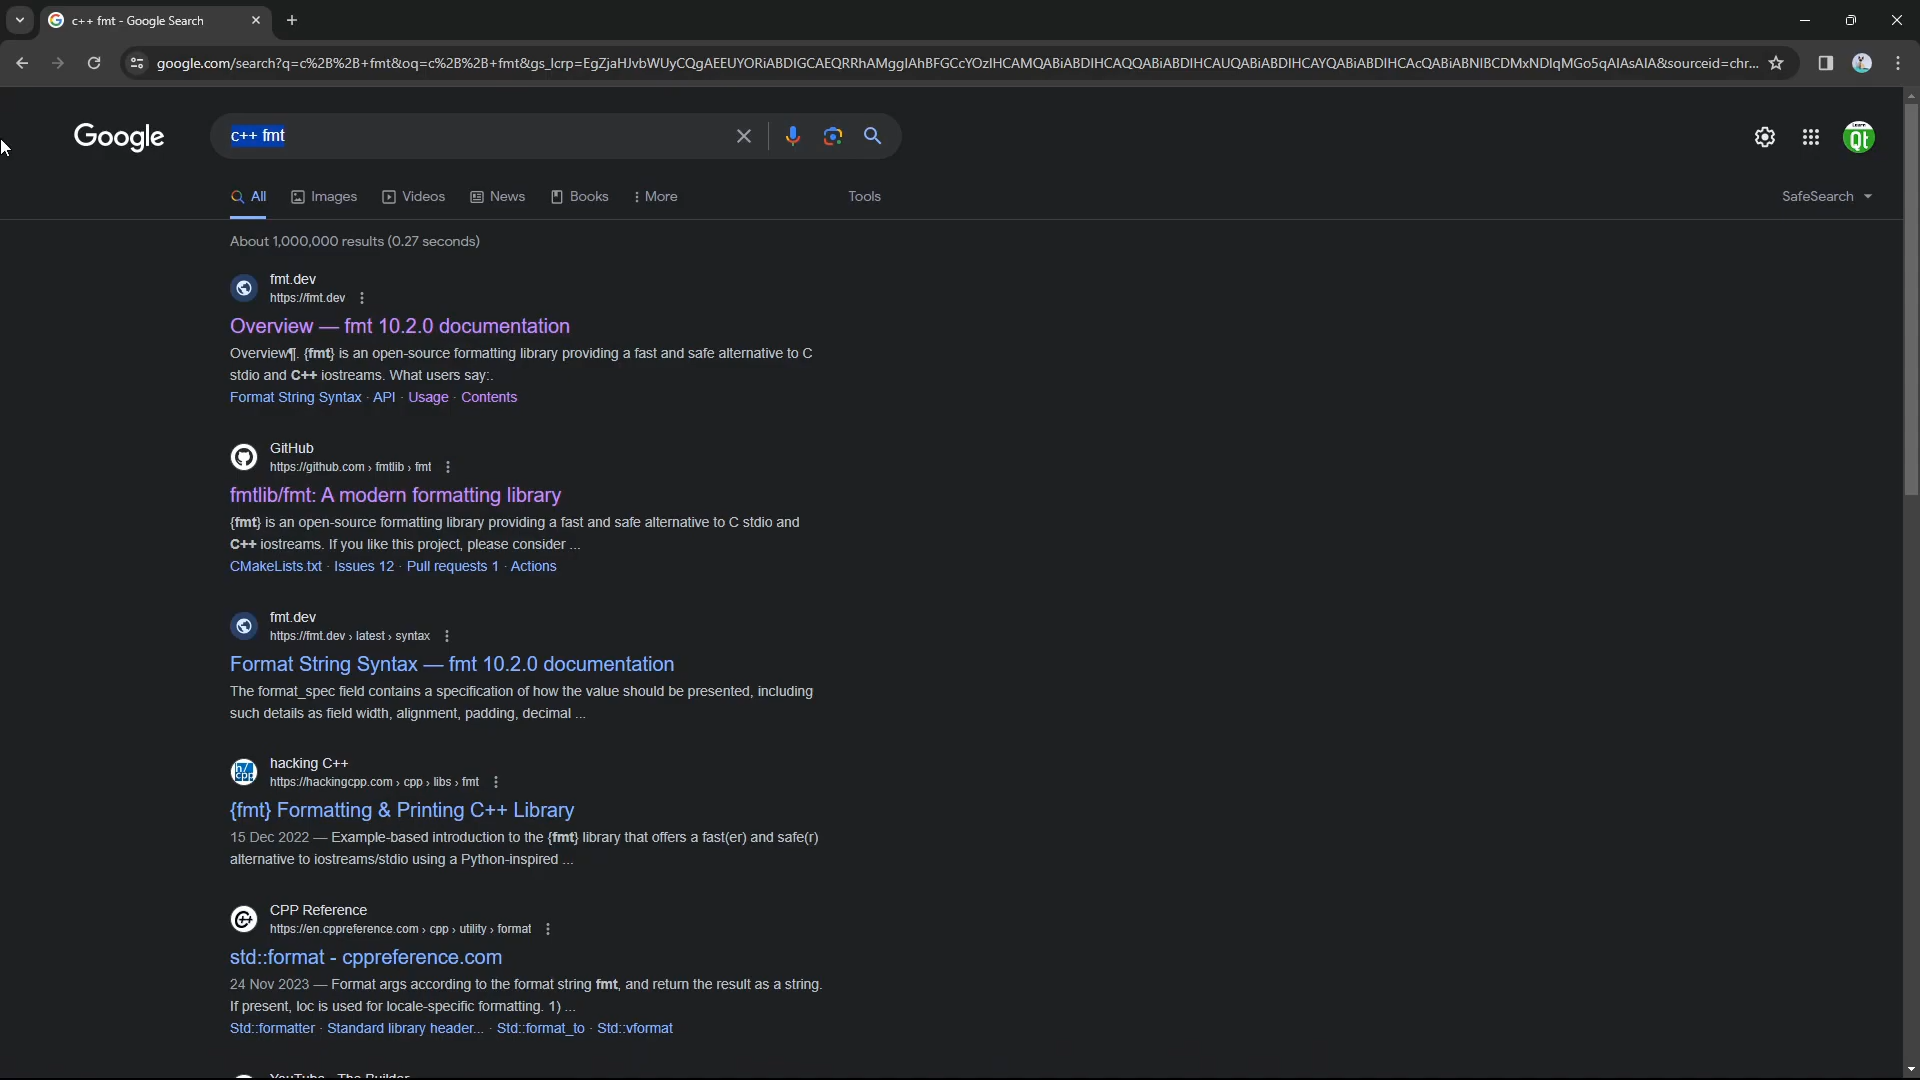 c++ fmt - Google Search
google.com/search?q=c%2B%2B+fmt&oq=c%2B%2B+fmt&gs_lcrp=EgZjaHJvbWUyCQgAEEUYORiABDIGCAEQRRhAMggIAhBFGCcYOzIHCAMQABiABDIHCAQQABiABDIHCAUQABiABDIHCAYQABiABDIHCAcQABiABNIBCDMxNDlqMGo5qAIAsAIA&sourceid=chr...
Google
c++ fmt
LEARN
Qt
All Images Videos News Books More Tools SafeSearch
About 1,000,000 results (0.27 seconds)
fmt.dev
https://fmt.dev
Overview — fmt 10.2.0 documentation
Overview¶. {fmt} is an open-source formatting library providing a fast and safe alternative to C
stdio and C++ iostreams. What users say:.
Format String Syntax · API · Usage · Contents
GitHub
https://github.com › fmtlib › fmt
fmtlib/fmt: A modern formatting library
{fmt} is an open-source formatting library providing a fast and safe alternative to C stdio and
C++ iostreams. If you like this project, please consider ...
CMakeLists.txt · Issues 12 · Pull requests 1 · Actions
fmt.dev
https://fmt.dev › latest › syntax
Format String Syntax — fmt 10.2.0 documentation
The format_spec field contains a specification of how the value should be presented, including
such details as field width, alignment, padding, decimal ...
h/
cpp
hacking C++
https://hackingcpp.com › cpp › libs › fmt
{fmt} Formatting & Printing C++ Library
15 Dec 2022 — Example-based introduction to the {fmt} library that offers a fast(er) and safe(r)
alternative to iostreams/stdio using a Python-inspired ...
CPP Reference
https://en.cppreference.com › cpp › utility › format
std::format - cppreference.com
24 Nov 2023 — Format args according to the format string fmt, and return the result as a string.
If present, loc is used for locale-specific formatting. 1) ...
Std::formatter · Standard library header... · Std::format_to · Std::vformat
YouTube · The Builder